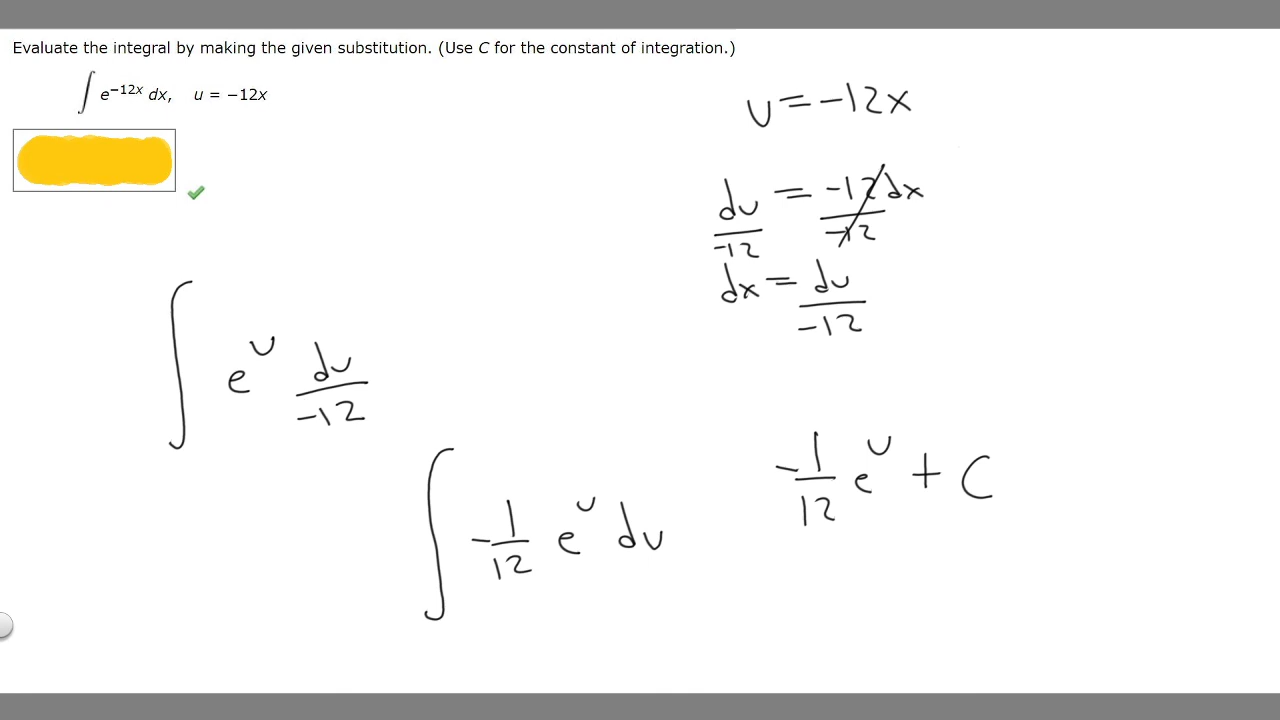 Evaluate the integral by making the given substitution. (Use C for the constant of integration.)
∫ e^{−12x} dx, u = −12x
u = −12x
du/−12 = −12dx/−12
dx = du/−12
∫ e^u du/−12
−1/12 e^u + C
∫ −1/12 e^u du